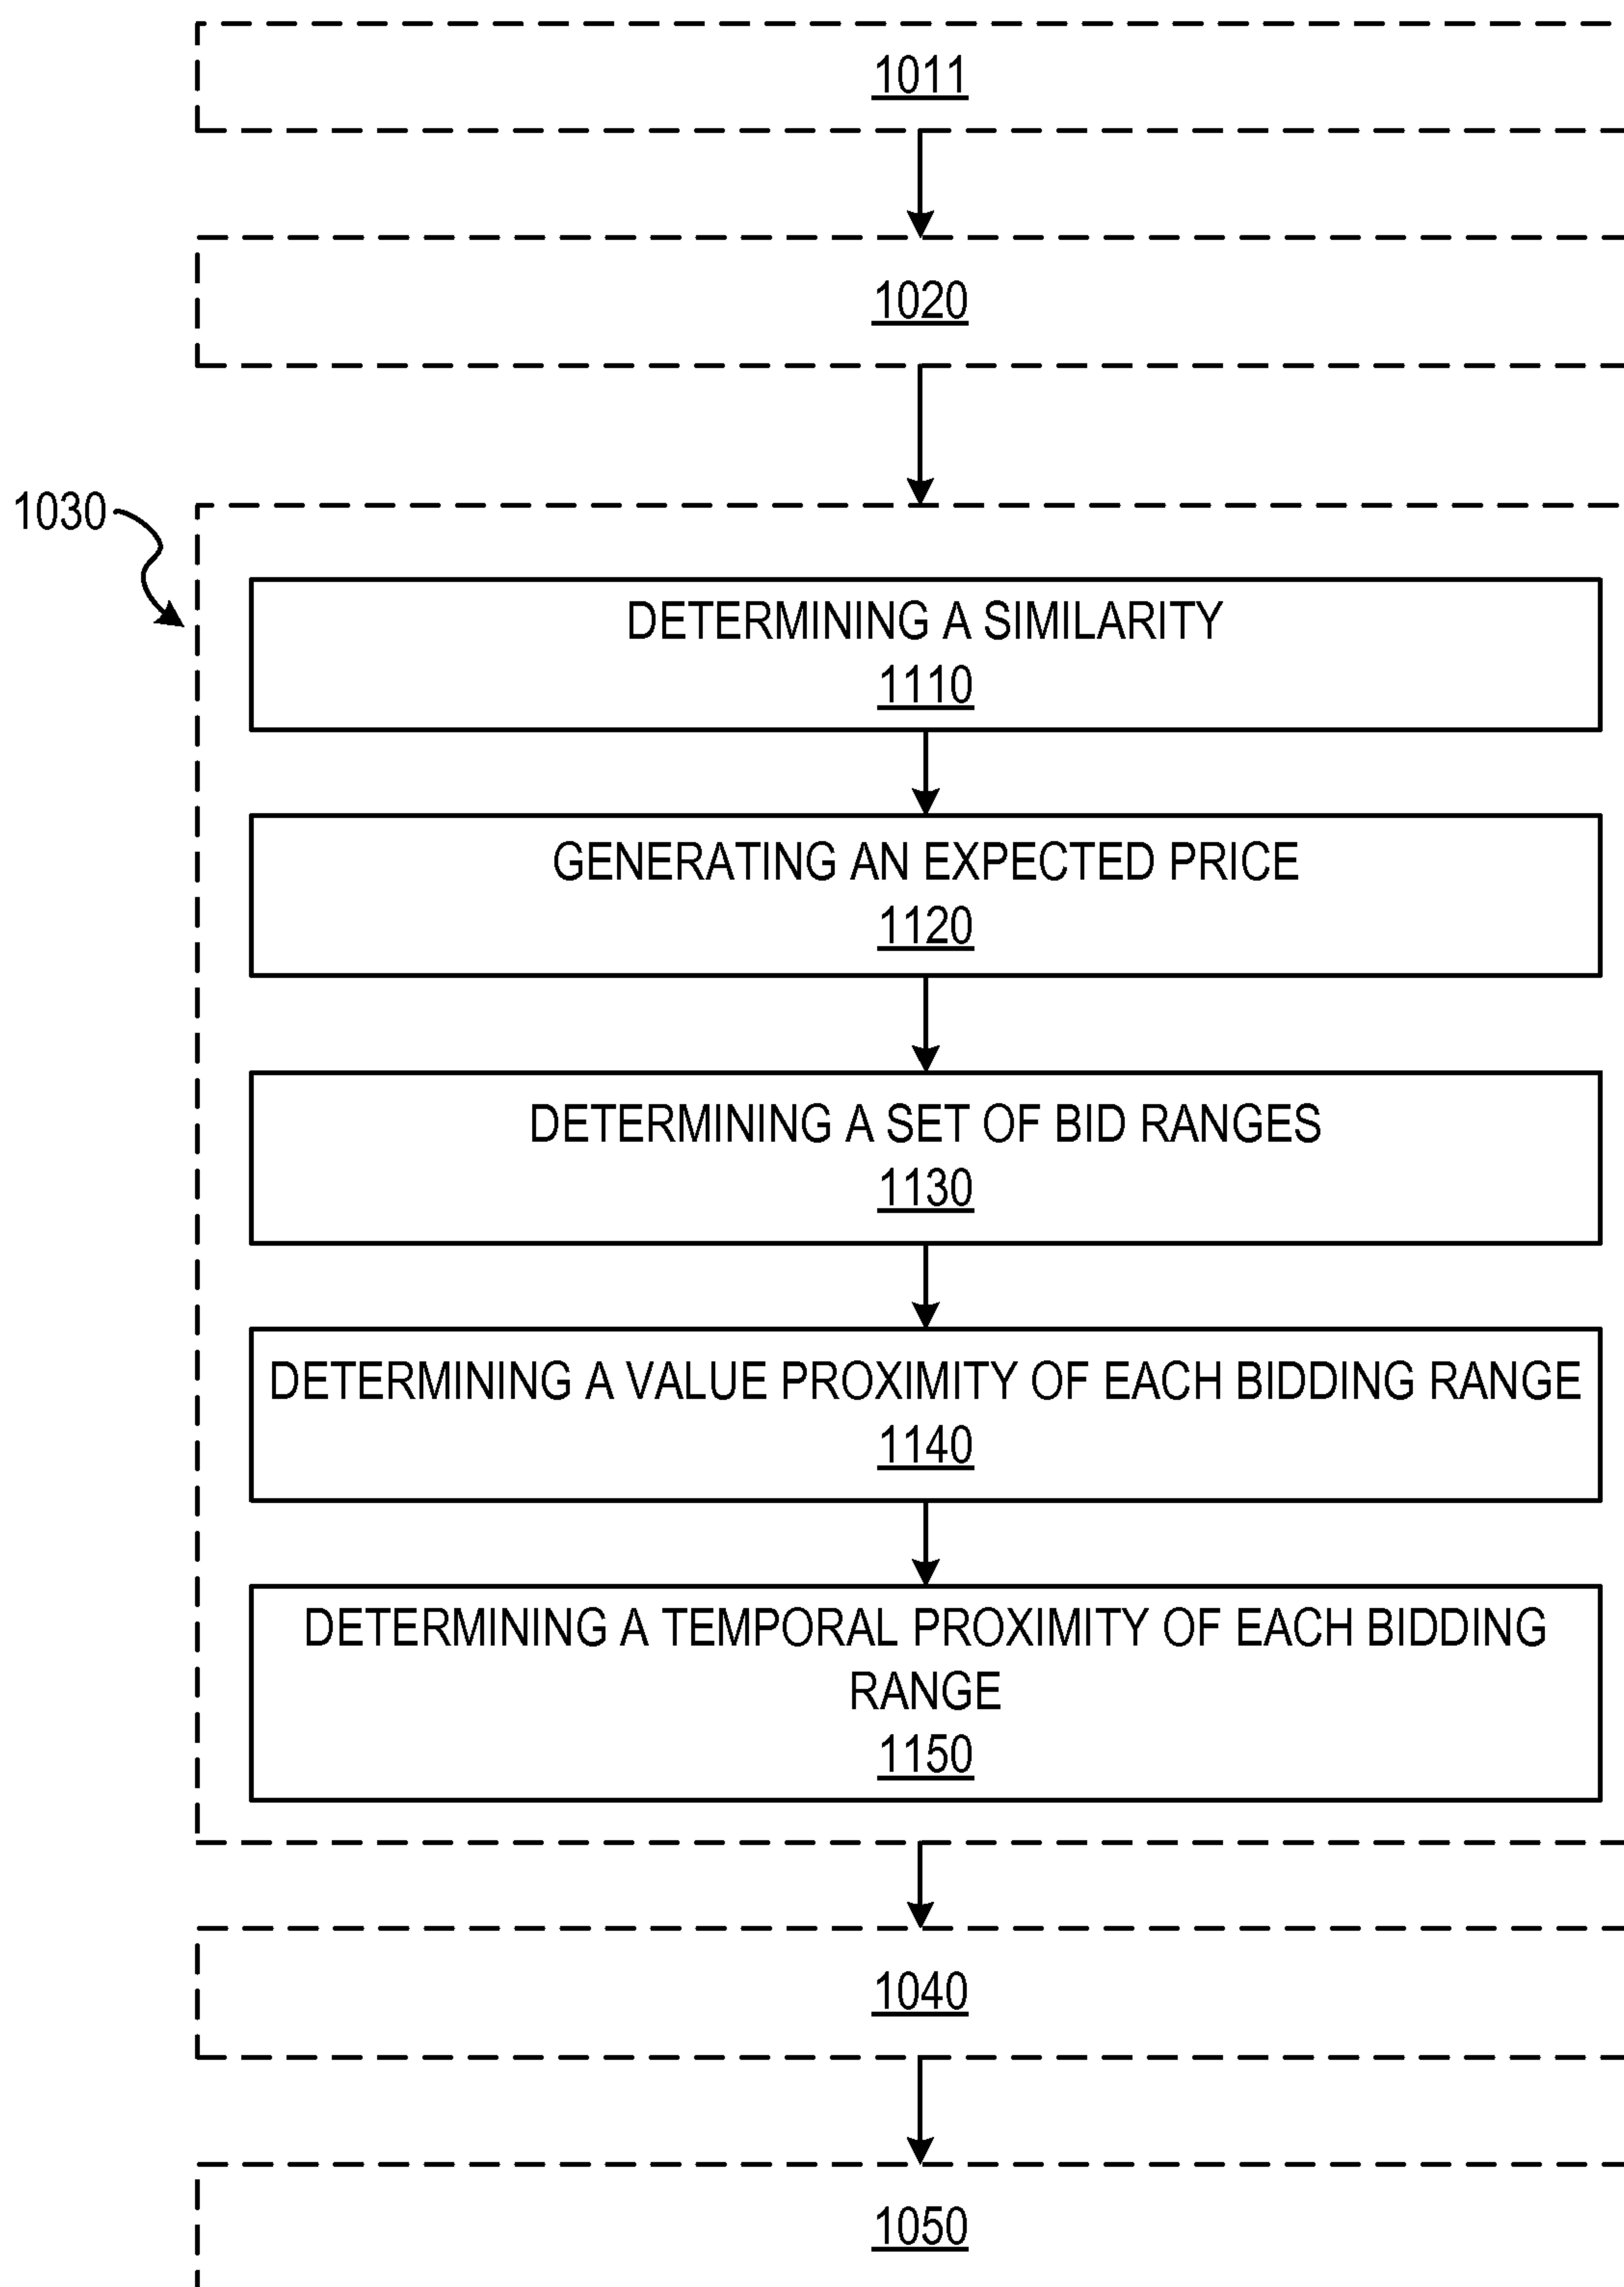 1011
1020
1030
DETERMINING A SIMILARITY
1110
GENERATING AN EXPECTED PRICE
1120
DETERMINING A SET OF BID RANGES
1130
DETERMINING A VALUE PROXIMITY OF EACH BIDDING RANGE
1140
DETERMINING A TEMPORAL PROXIMITY OF EACH BIDDING
RANGE
1150
1040
1050